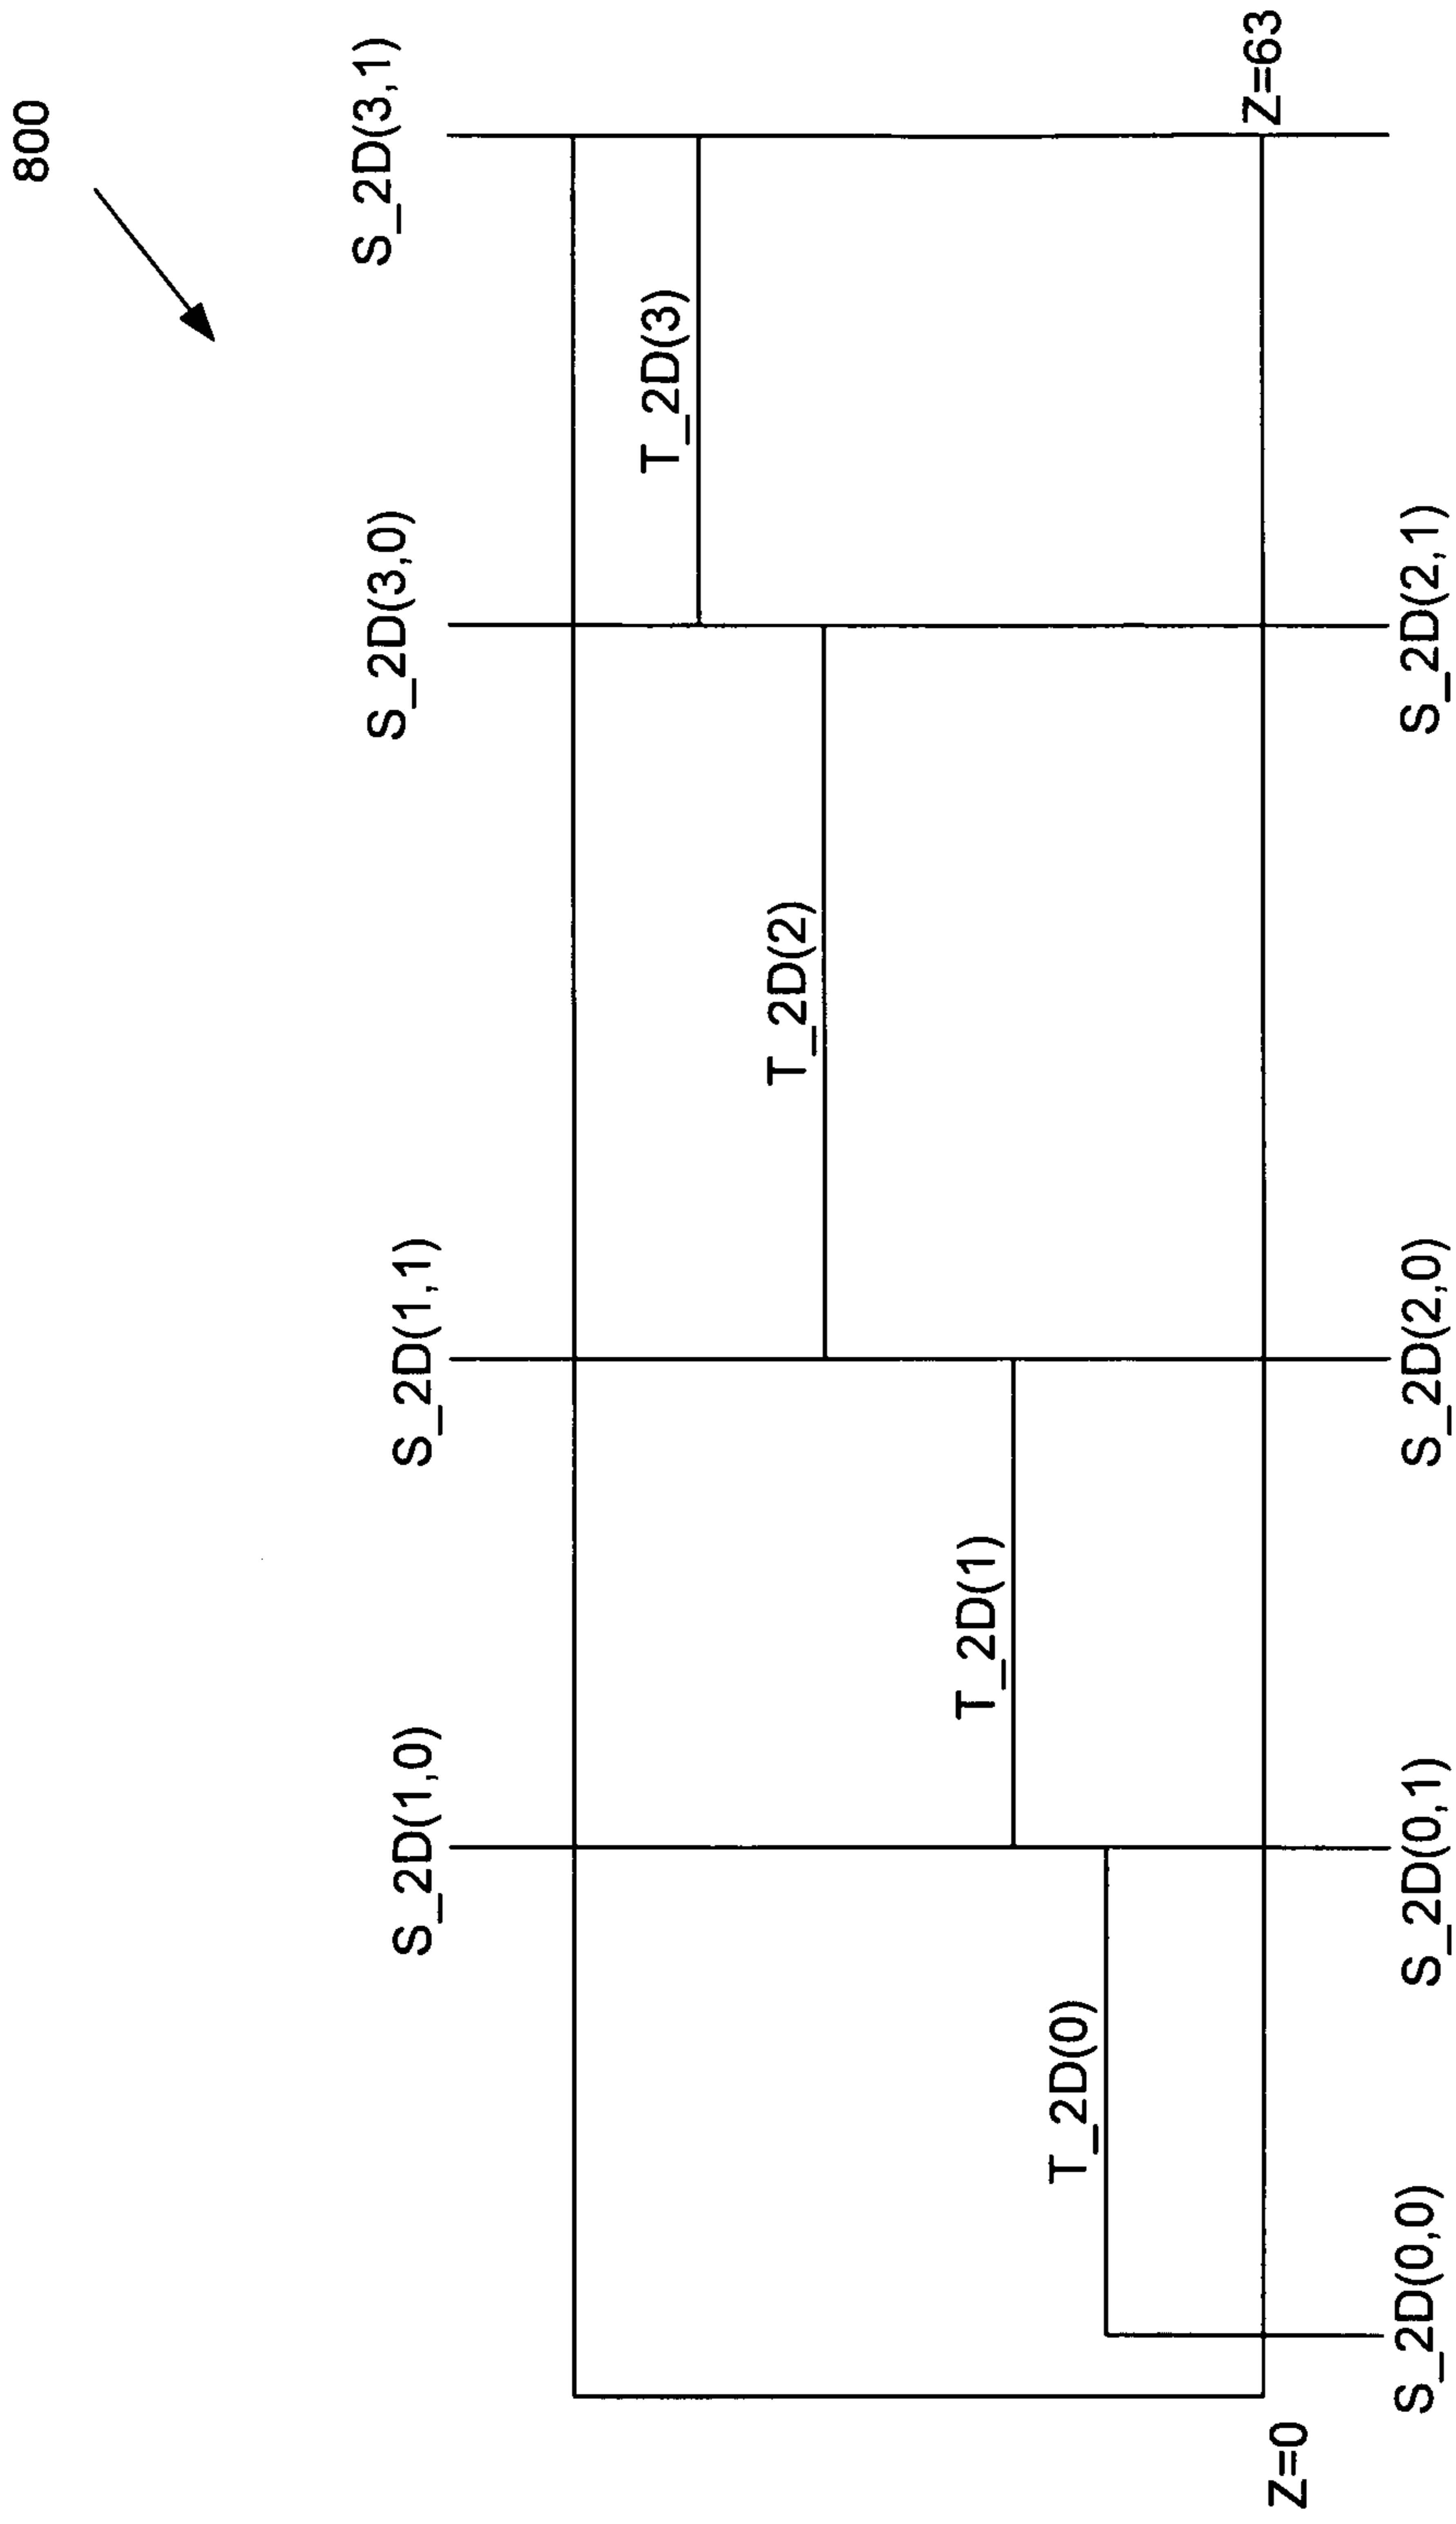 800
S_2D(1,0)
S_2D(1,1)
S_2D(3,0)
S_2D(3,1)
T_2D(3)
T_2D(2)
T_2D(1)
T_2D(0)
Z=0
Z=63
S_2D(0,0)
S_2D(0,1)
S_2D(2,0)
S_2D(2,1)